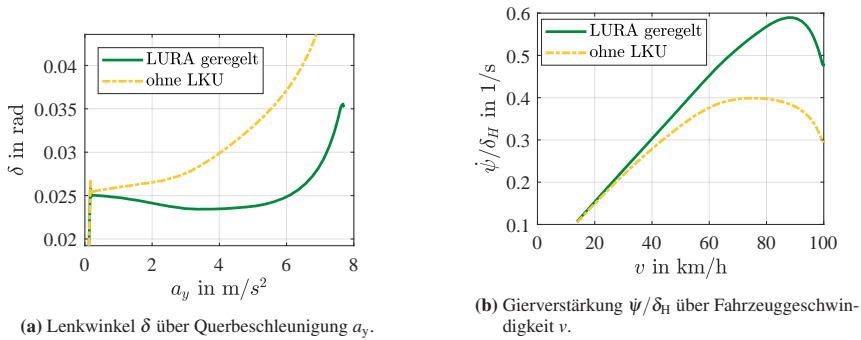 LURA geregelt
ohne LKU
0.04
0.035
0.03
0.025
0.02
δ in rad
0 2 4 6 8
a_y in m/s²
(a) Lenkwinkel δ über Querbeschleunigung a_y.
LURA geregelt
ohne LKU
0.6
0.5
0.4
0.3
0.2
0.1
ψ̇/δ_H in 1/s
0 20 40 60 80 100
v in km/h
(b) Gierverstärkung ψ̇/δ_H über Fahrzeuggeschwin-
digkeit v.